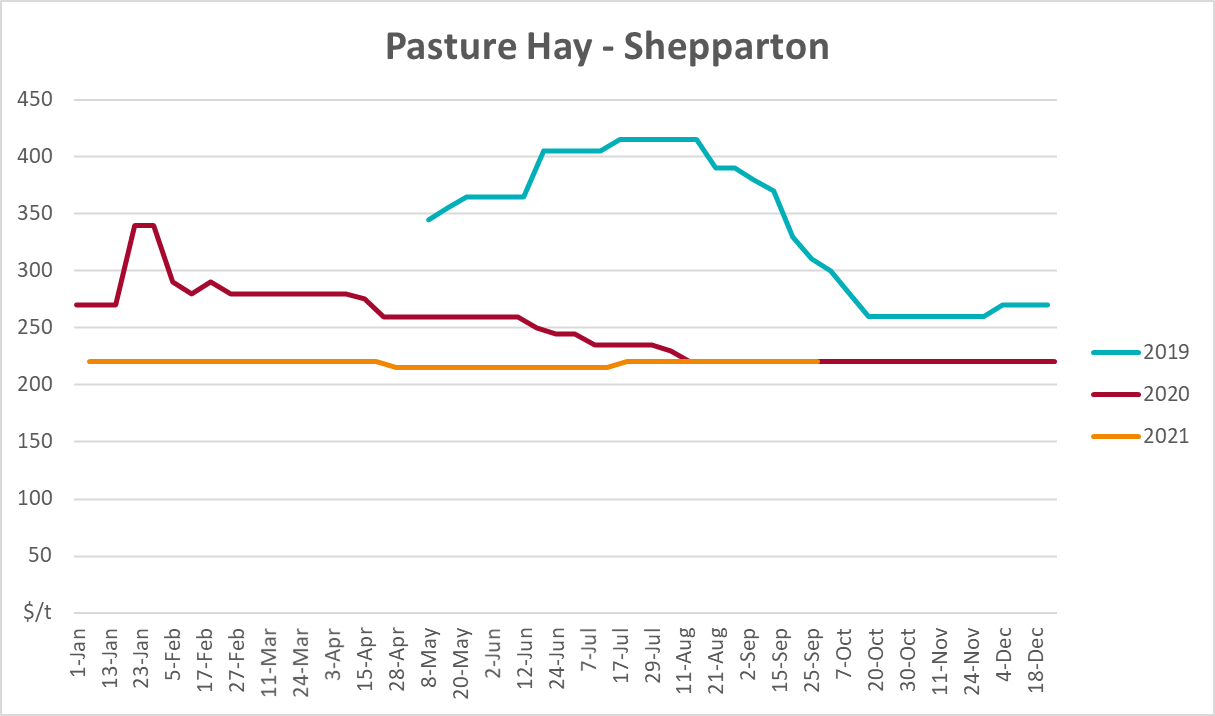 Pasture Hay - Shepparton
450
400
350
300
250
200
150
100
50
$/t
1-Jan
13-Jan
23-Jan
5-Feb
17-Feb
27-Feb
11-Mar
24-Mar
3-Apr
15-Apr
28-Apr
8-May
20-May
2-Jun
12-Jun
24-Jun
7-Jul
17-Jul
29-Jul
11-Aug
21-Aug
2-Sep
15-Sep
25-Sep
7-Oct
20-Oct
30-Oct
11-Nov
24-Nov
4-Dec
18-Dec
2019
2020
2021